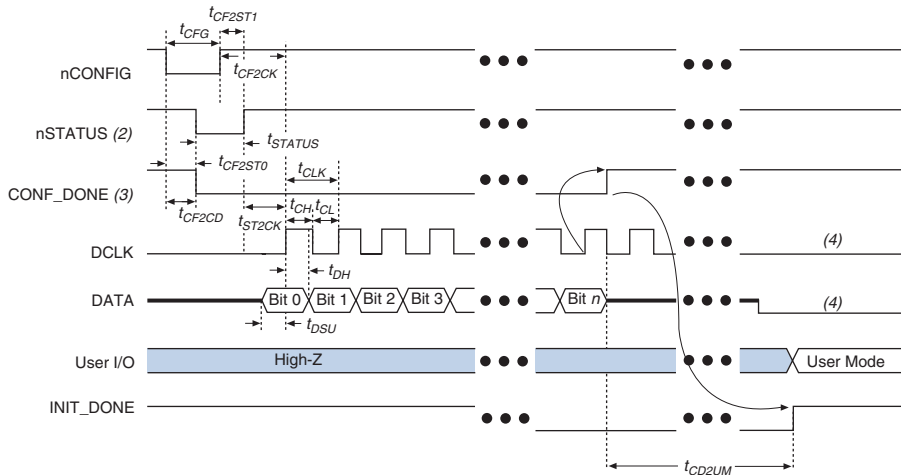 tCF2ST1
tCFG
nCONFIG
tCF2CK
nSTATUS (2)
tSTATUS
tCF2ST0
tCLK
CONF_DONE (3)
tCF2CD
tST2CK
tCH
tCL
DCLK
(4)
tDH
DATA
Bit 0
Bit 1
Bit 2
Bit 3
Bit n
(4)
tDSU
User I/O
High-Z
User Mode
INIT_DONE
tCD2UM